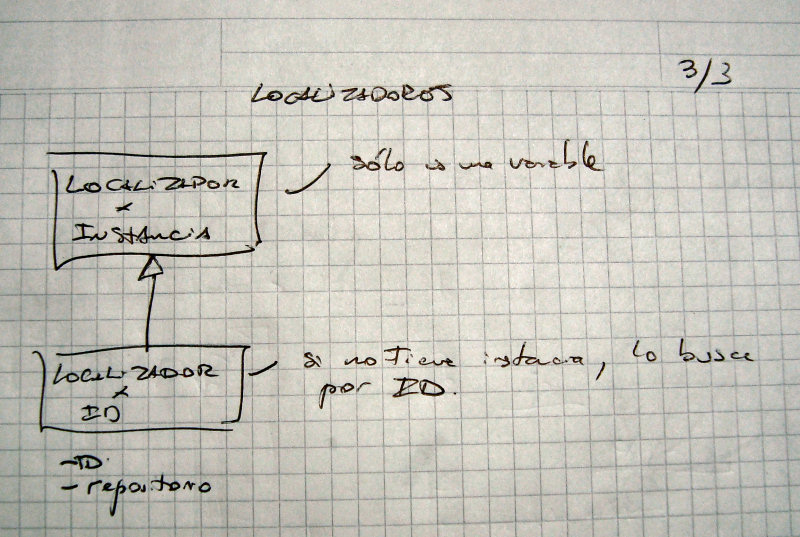 3/3
LOCALIZADORES
LOCALIZADOR
x
INSTANCIA
sólo es una variable
LOCALIZADOR
x
ID
si no tiene instancia, lo busca
por ID.
- ID
- repositorio